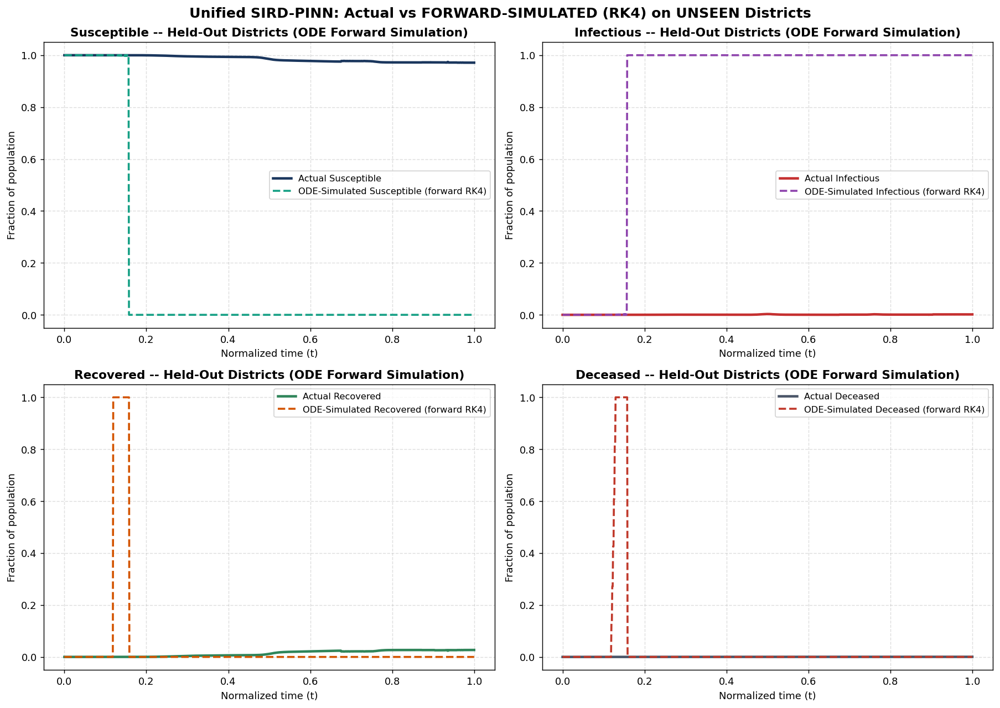 Unified SIRD-PINN: Actual vs FORWARD-SIMULATED (RK4) on UNSEEN Districts
Susceptible -- Held-Out Districts (ODE Forward Simulation)
Fraction of population
1.0
0.8
0.6
0.4
0.2
0.0
Actual Susceptible
ODE-Simulated Susceptible (forward RK4)
0.0 0.2 0.4 0.6 0.8 1.0
Normalized time (t)
Infectious -- Held-Out Districts (ODE Forward Simulation)
Fraction of population
1.0
0.8
0.6
0.4
0.2
0.0
Actual Infectious
ODE-Simulated Infectious (forward RK4)
0.0 0.2 0.4 0.6 0.8 1.0
Normalized time (t)
Recovered -- Held-Out Districts (ODE Forward Simulation)
Fraction of population
1.0
0.8
0.6
0.4
0.2
0.0
Actual Recovered
ODE-Simulated Recovered (forward RK4)
0.0 0.2 0.4 0.6 0.8 1.0
Normalized time (t)
Deceased -- Held-Out Districts (ODE Forward Simulation)
Fraction of population
1.0
0.8
0.6
0.4
0.2
0.0
Actual Deceased
ODE-Simulated Deceased (forward RK4)
0.0 0.2 0.4 0.6 0.8 1.0
Normalized time (t)